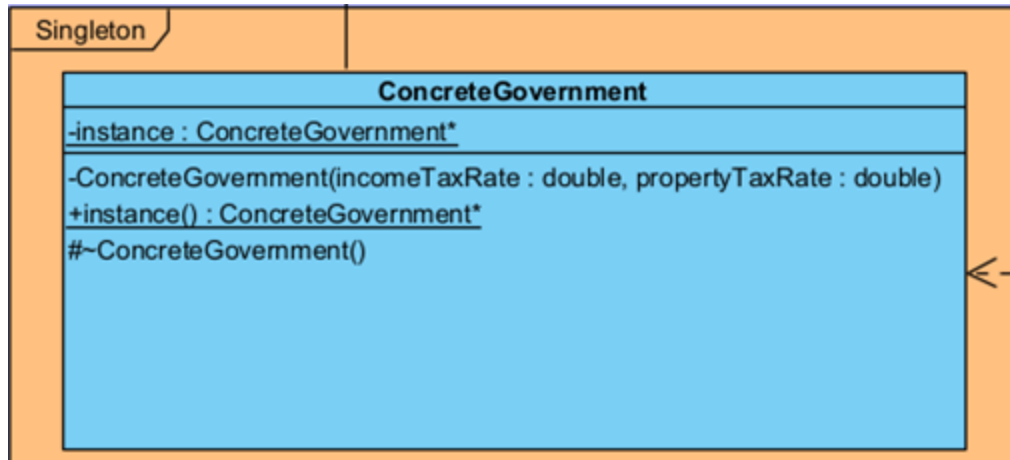 Singleton
ConcreteGovernment
-instance : ConcreteGovernment*
-ConcreteGovernment(incomeTaxRate : double, propertyTaxRate : double)
+instance() : ConcreteGovernment*
#~ConcreteGovernment()